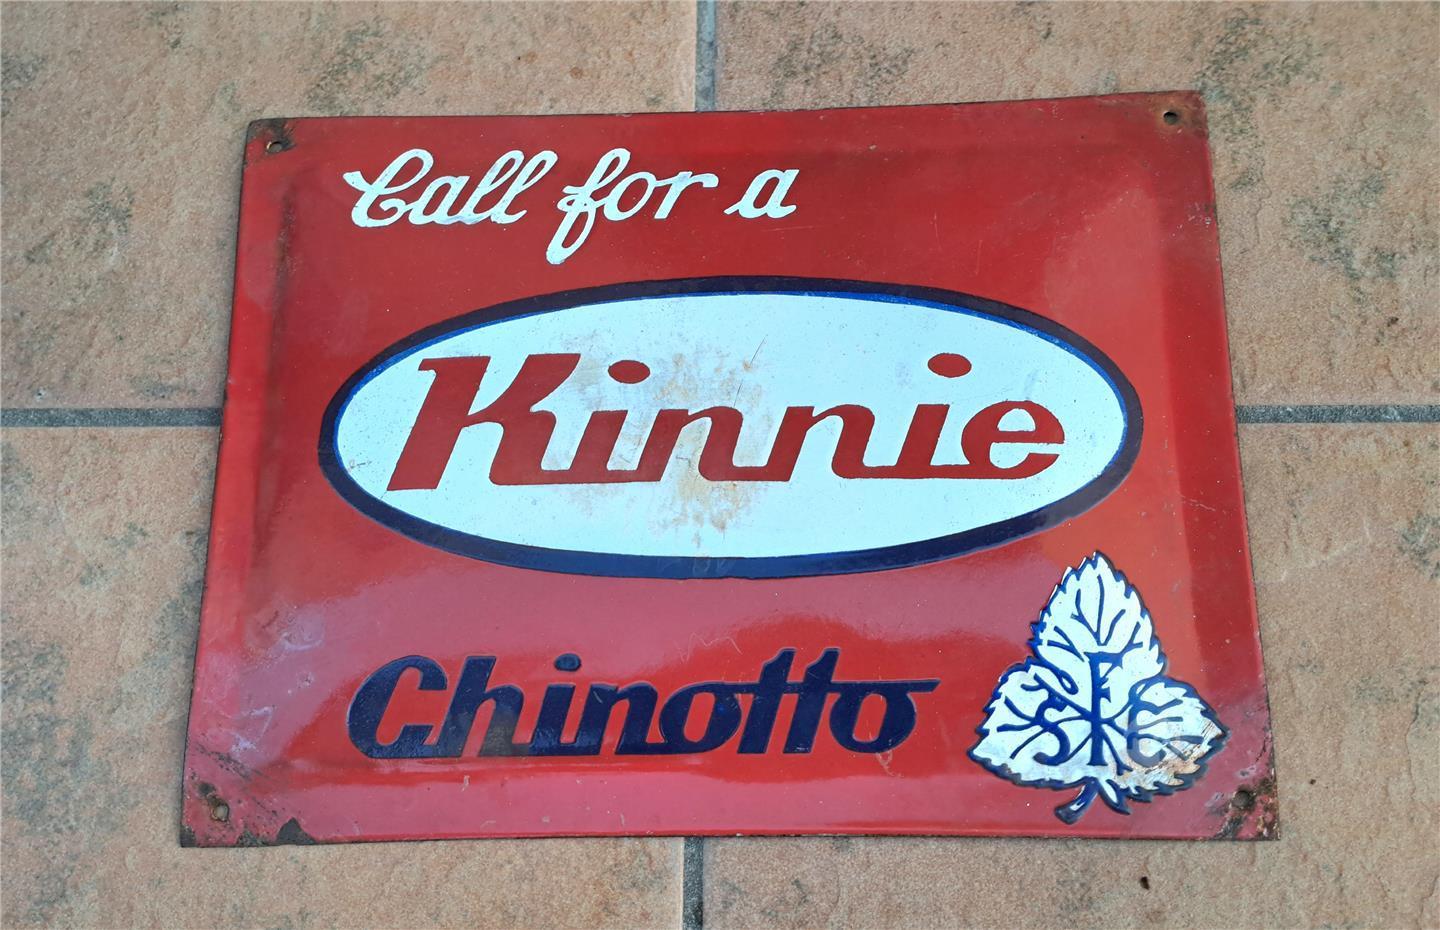 Call for a
Kinnie
Chinotto
SFC